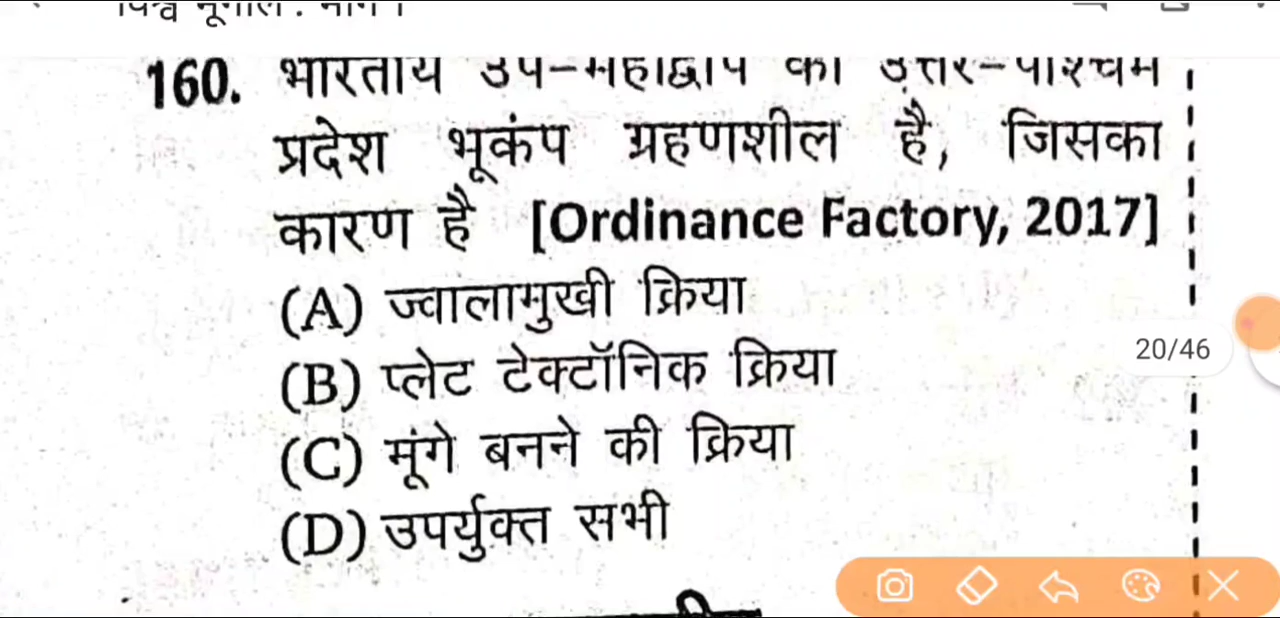 विश्व भूगोल : भाग I
160. भारतीय उप-महाद्वीप का उत्तर-पश्चिम
प्रदेश भूकंप ग्रहणशील है, जिसका
कारण है [Ordinance Factory, 2017]
(A) ज्वालामुखी क्रिया
(B) प्लेट टेक्टॉनिक क्रिया
20/46
(C) मूंगे बनने की क्रिया
(D) उपर्युक्त सभी